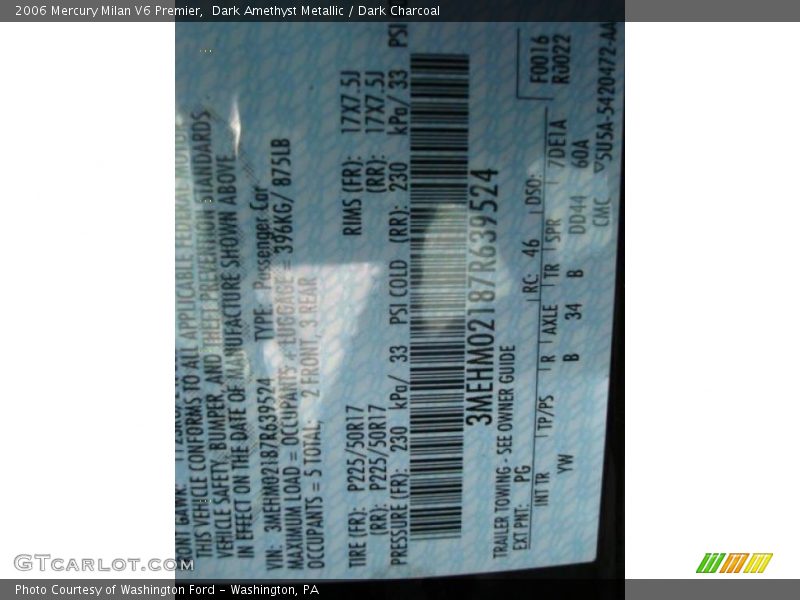 2006 Mercury Milan V6 Premier,  Dark Amethyst Metallic / Dark Charcoal
THIS VEHICLE CONFORMS TO ALL APPLICABLE FEDERAL MOTOR
VEHICLE SAFETY, BUMPER, AND THEFT PREVENTION STANDARDS
IN EFFECT ON THE DATE OF MANUFACTURE SHOWN ABOVE
VIN: 3MEHM02187R639524 TYPE: Passenger Car
MAXIMUM LOAD = OCCUPANTS + LUGGAGE = 396KG/ 875LB
OCCUPANTS = 5 TOTAL: 2 FRONT, 3 REAR
TIRE (FR): P225/50R17 RIMS (FR): 17X7.5J
(RR): P225/50R17 (RR): 17X7.5J
PRESSURE (FR): 230 kPa/ 33 PSI COLD (RR): 230 kPa/ 33 PSI
3MEHM02187R639524
TRAILER TOWING - SEE OWNER GUIDE
F0016
EXT PNT: PG RC: 46 DSO: R0022
INT TR TP/PS R AXLE TR SPR 7DE1A
YW B 34 B DD44 60A
CMC V5U5A-5420472-AA
GTCarLot.com
Photo Courtesy of Washington Ford - Washington, PA